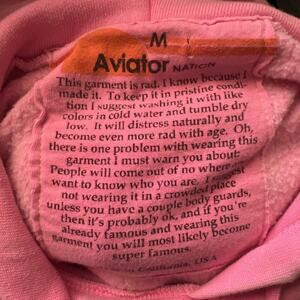 M
Aviator NATION
This garment is rad. I know because I
made it. To keep it in pristine condi-
tion I suggest washing it with like
colors in cold water and tumble dry
low. It will distress naturally and
become even more rad with age. Oh,
there is one problem with wearing this
garment I must warn you about:
People will come out of no where
want to know who you are. I suggest
not wearing it in a crowded place
unless you have a couple body guards,
then it's probably ok, and if you're
already famous and wearing this
garment you will most likely become
super famous.
in California, USA